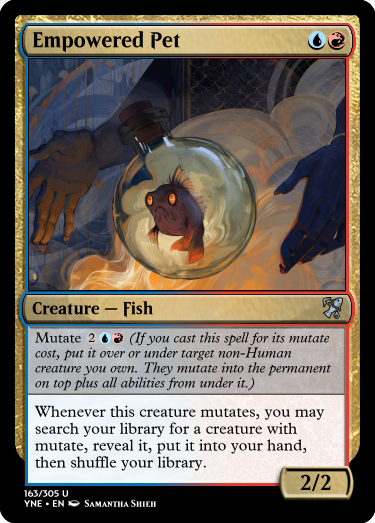 Empowered Pet
Creature — Fish
Mutate 2UR (If you cast this spell for its mutate
cost, put it over or under target non-Human
creature you own. They mutate into the permanent
on top plus all abilities from under it.)
Whenever this creature mutates, you may
search your library for a creature with
mutate, reveal it, put it into your hand,
then shuffle your library.
2/2
163/305 U
YNE • EN Samantha Shieh